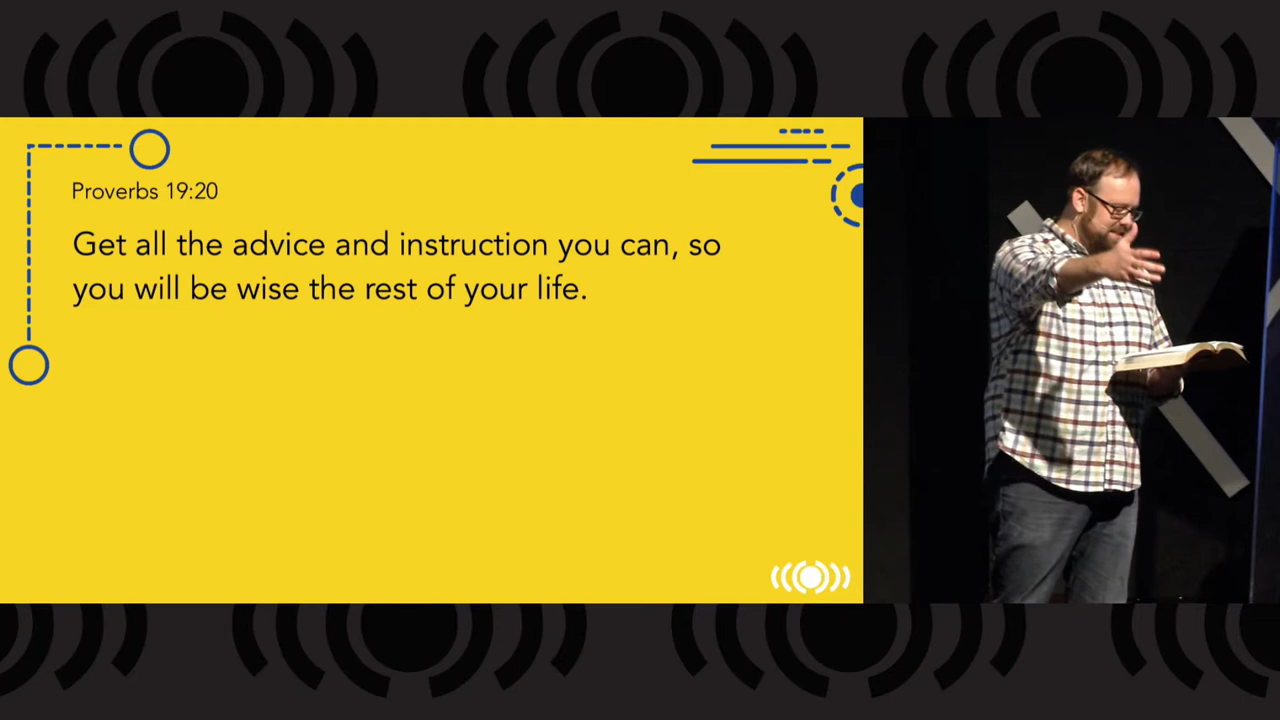 Proverbs 19:20
Get all the advice and instruction you can, so
you will be wise the rest of your life.